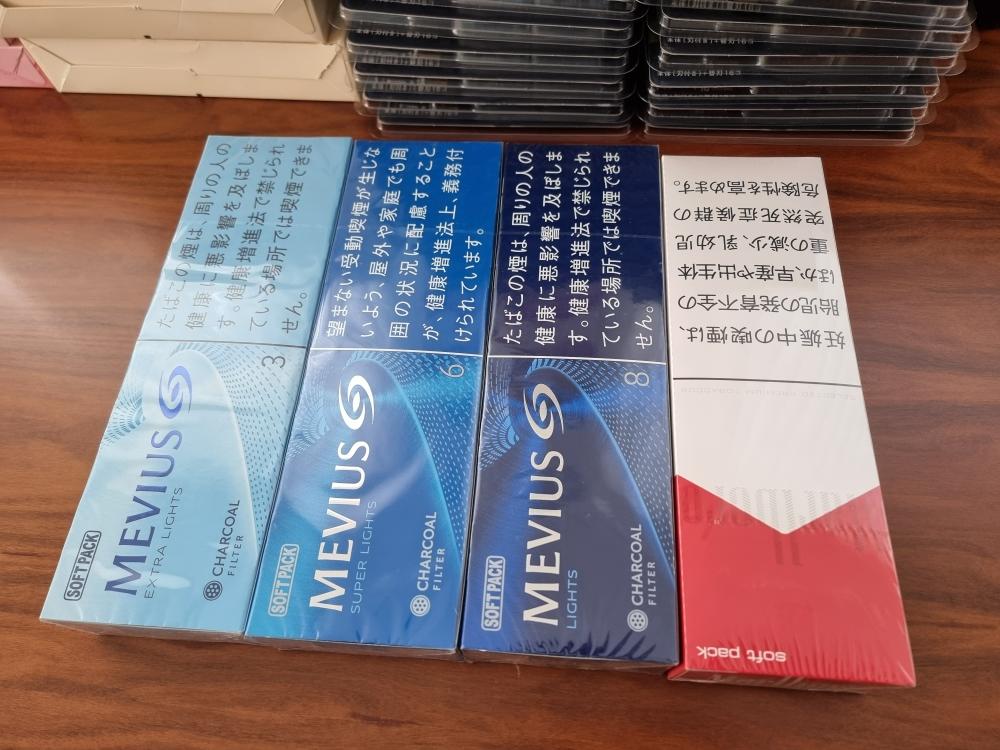 たばこの煙は、周りの人の
健康に悪影響を及ぼしま
す。健康増進法で禁じられ
ている場所では喫煙できま
せん。
3
MEVIUS
EXTRA LIGHTS
SOFT PACK
CHARCOAL
FILTER
望まない受動喫煙が生じな
いよう、屋外や家庭でも周
囲の状況に配慮すること
が、健康増進法上、義務付
けられています。
6
MEVIUS
SUPER LIGHTS
SOFT PACK
CHARCOAL
FILTER
たばこの煙は、周りの人の
健康に悪影響を及ぼしま
す。健康増進法で禁じられ
ている場所では喫煙できま
せん。
8
MEVIUS
LIGHTS
SOFT PACK
CHARCOAL
FILTER
妊娠中の喫煙は、
胎児の発育不全の
ほか、早産や出生体
重の減少、乳幼児
突然死症候群の
危険性を高めます。
Marlboro
soft pack